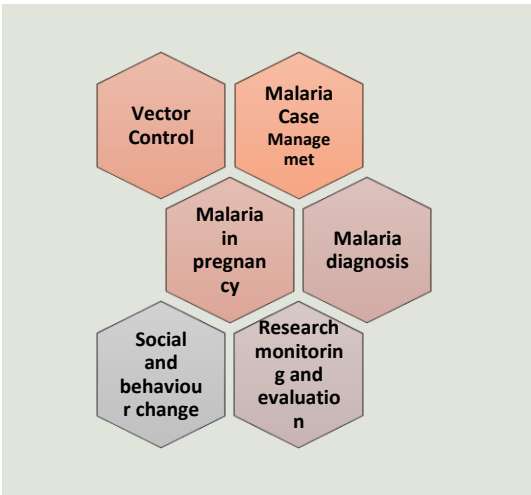 Vector
Control
Malaria
Case
Manage
met
Malaria
in
pregnan
cy
Malaria
diagnosis
Social
and
behaviou
r change
Research
monitorin
g and
evaluatio
n